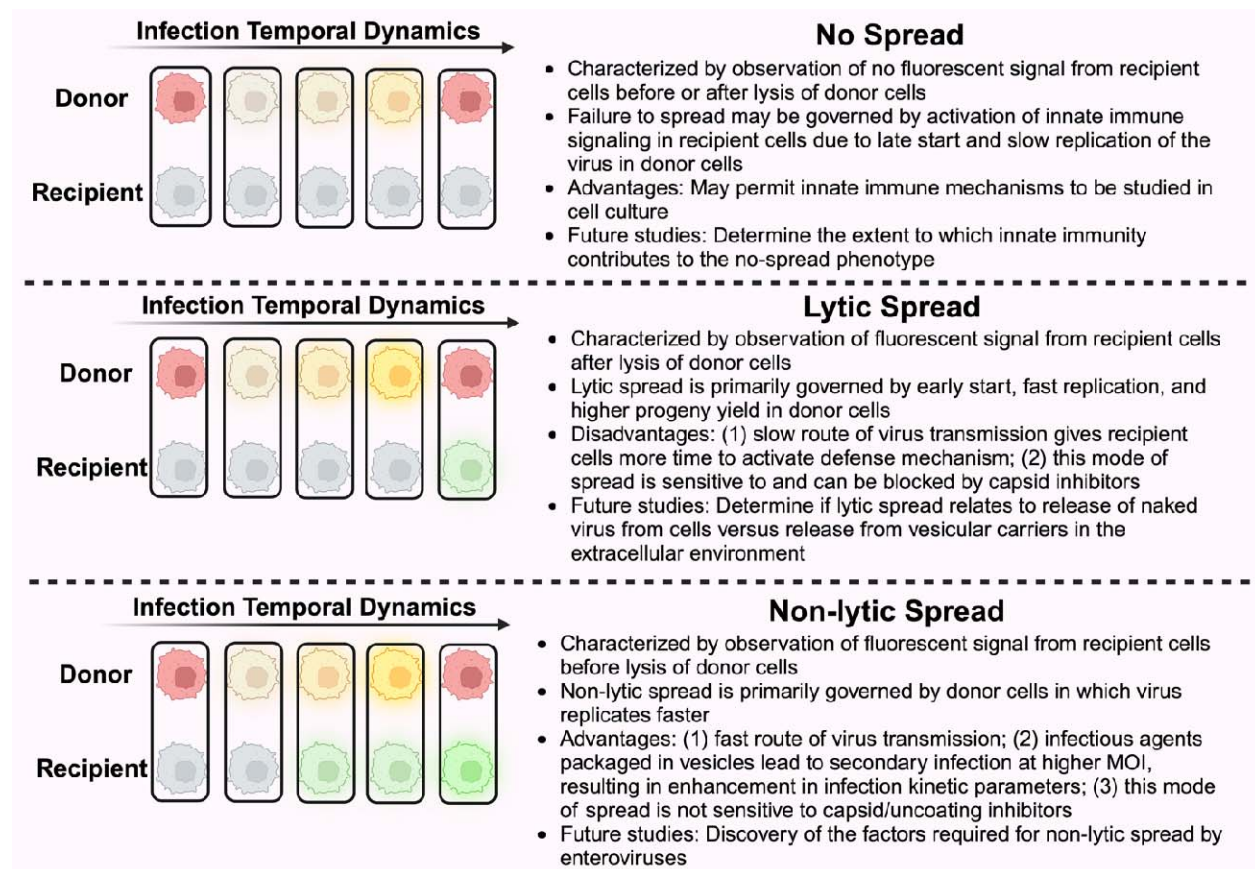 Infection Temporal Dynamics
Donor
Recipient
No Spread
• Characterized by observation of no fluorescent signal from recipient
cells before or after lysis of donor cells
• Failure to spread may be governed by activation of innate immune
signaling in recipient cells due to late start and slow replication of the
virus in donor cells
• Advantages: May permit innate immune mechanisms to be studied in
cell culture
• Future studies: Determine the extent to which innate immunity
contributes to the no-spread phenotype
Infection Temporal Dynamics
Donor
Recipient
Lytic Spread
• Characterized by observation of fluorescent signal from recipient cells
after lysis of donor cells
• Lytic spread is primarily governed by early start, fast replication, and
higher progeny yield in donor cells
• Disadvantages: (1) slow route of virus transmission gives recipient
cells more time to activate defense mechanism; (2) this mode of
spread is sensitive to and can be blocked by capsid inhibitors
• Future studies: Determine if lytic spread relates to release of naked
virus from cells versus release from vesicular carriers in the
extracellular environment
Infection Temporal Dynamics
Donor
Recipient
Non-lytic Spread
• Characterized by observation of fluorescent signal from recipient cells
before lysis of donor cells
• Non-lytic spread is primarily governed by donor cells in which virus
replicates faster
• Advantages: (1) fast route of virus transmission; (2) infectious agents
packaged in vesicles lead to secondary infection at higher MOI,
resulting in enhancement in infection kinetic parameters; (3) this mode
of spread is not sensitive to capsid/uncoating inhibitors
• Future studies: Discovery of the factors required for non-lytic spread by
enteroviruses